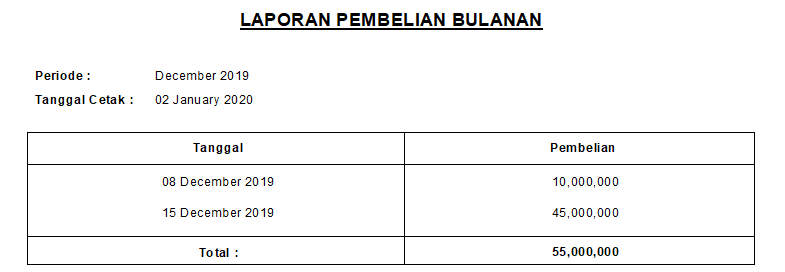 LAPORAN PEMBELIAN BULANAN
Periode : December 2019
Tanggal Cetak : 02 January 2020
Tanggal Pembelian
08 December 2019 10,000,000
15 December 2019 45,000,000
Total : 55,000,000